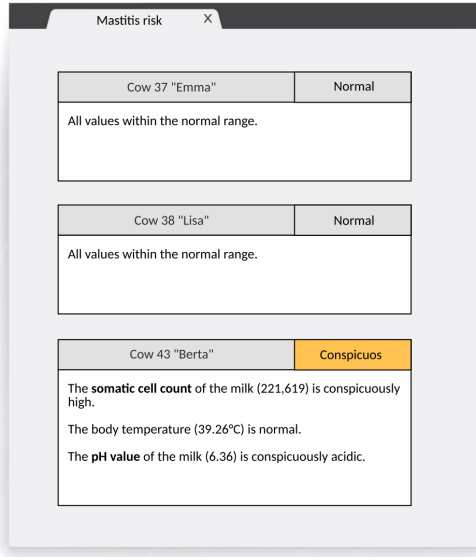 Mastitis risk X
Cow 37 "Emma" Normal
All values within the normal range.
Cow 38 "Lisa" Normal
All values within the normal range.
Cow 43 "Berta" Conspicuos
The somatic cell count of the milk (221,619) is conspicuously
high.
The body temperature (39.26°C) is normal.
The pH value of the milk (6.36) is conspicuously acidic.